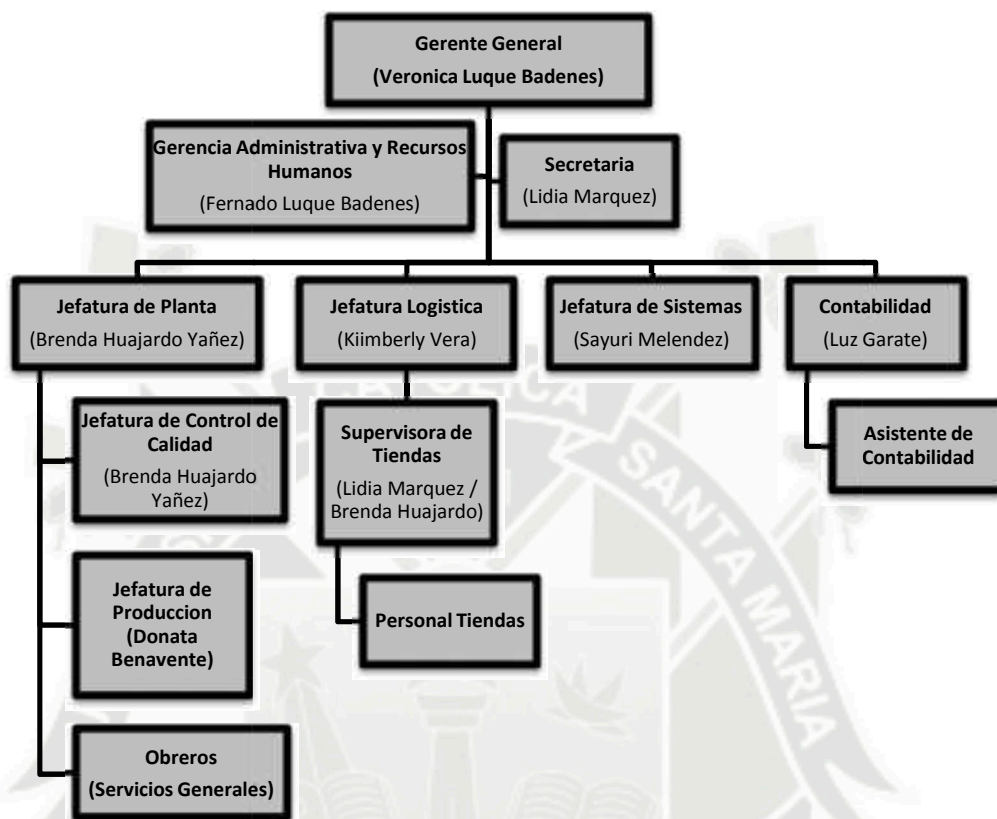 Gerente General
(Veronica Luque Badenes)
Gerencia Administrativa y Recursos
Humanos
(Fernado Luque Badenes)
Secretaria
(Lidia Marquez)
Jefatura de Planta
(Brenda Huajardo Yañez)
Jefatura Logistica
(Kiimberly Vera)
Jefatura de Sistemas
(Sayuri Melendez)
Contabilidad
(Luz Garate)
Jefatura de Control de
Calidad
(Brenda Huajardo
Yañez)
Supervisora de
Tiendas
(Lidia Marquez /
Brenda Huajardo)
Asistente de
Contabilidad
Jefatura de
Produccion
(Donata
Benavente)
Personal Tiendas
Obreros
(Servicios Generales)
SANTA MARIA